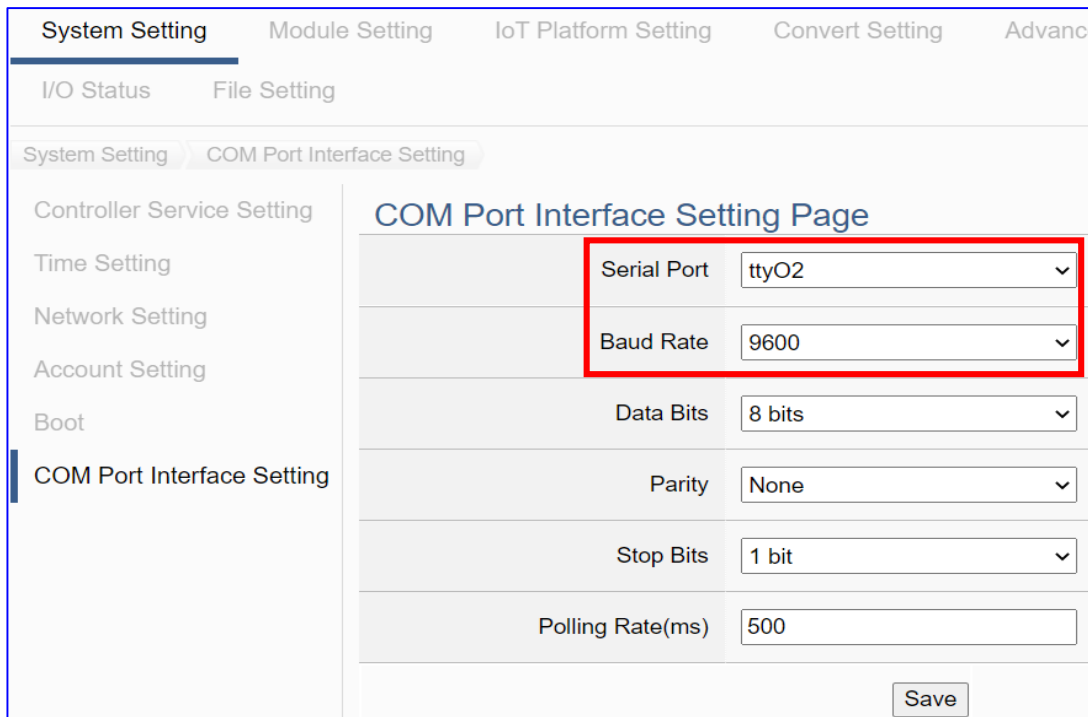 System Setting Module Setting IoT Platform Setting Convert Setting Advanc
I/O Status File Setting
System Setting COM Port Interface Setting
Controller Service Setting
Time Setting
Network Setting
Account Setting
Boot
COM Port Interface Setting
COM Port Interface Setting Page
Serial Port ttyO2
Baud Rate 9600
Data Bits 8 bits
Parity None
Stop Bits 1 bit
Polling Rate(ms) 500
Save